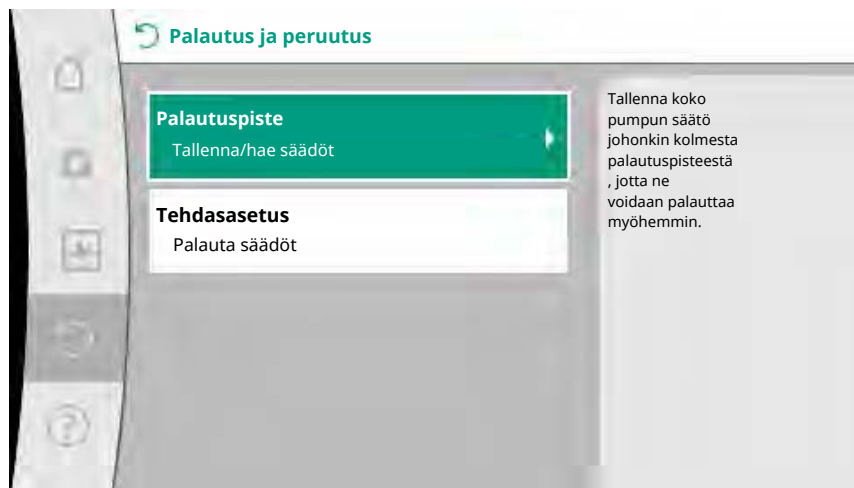 Palautus ja peruutus
Palautuspiste
Tallenna/hae säädöt
Tehdasasetus
Palauta säädöt
Tallenna koko
pumpun säätö
johonkin kolmesta
palautuspisteestä
, jotta ne
voidaan palauttaa
myöhemmin.